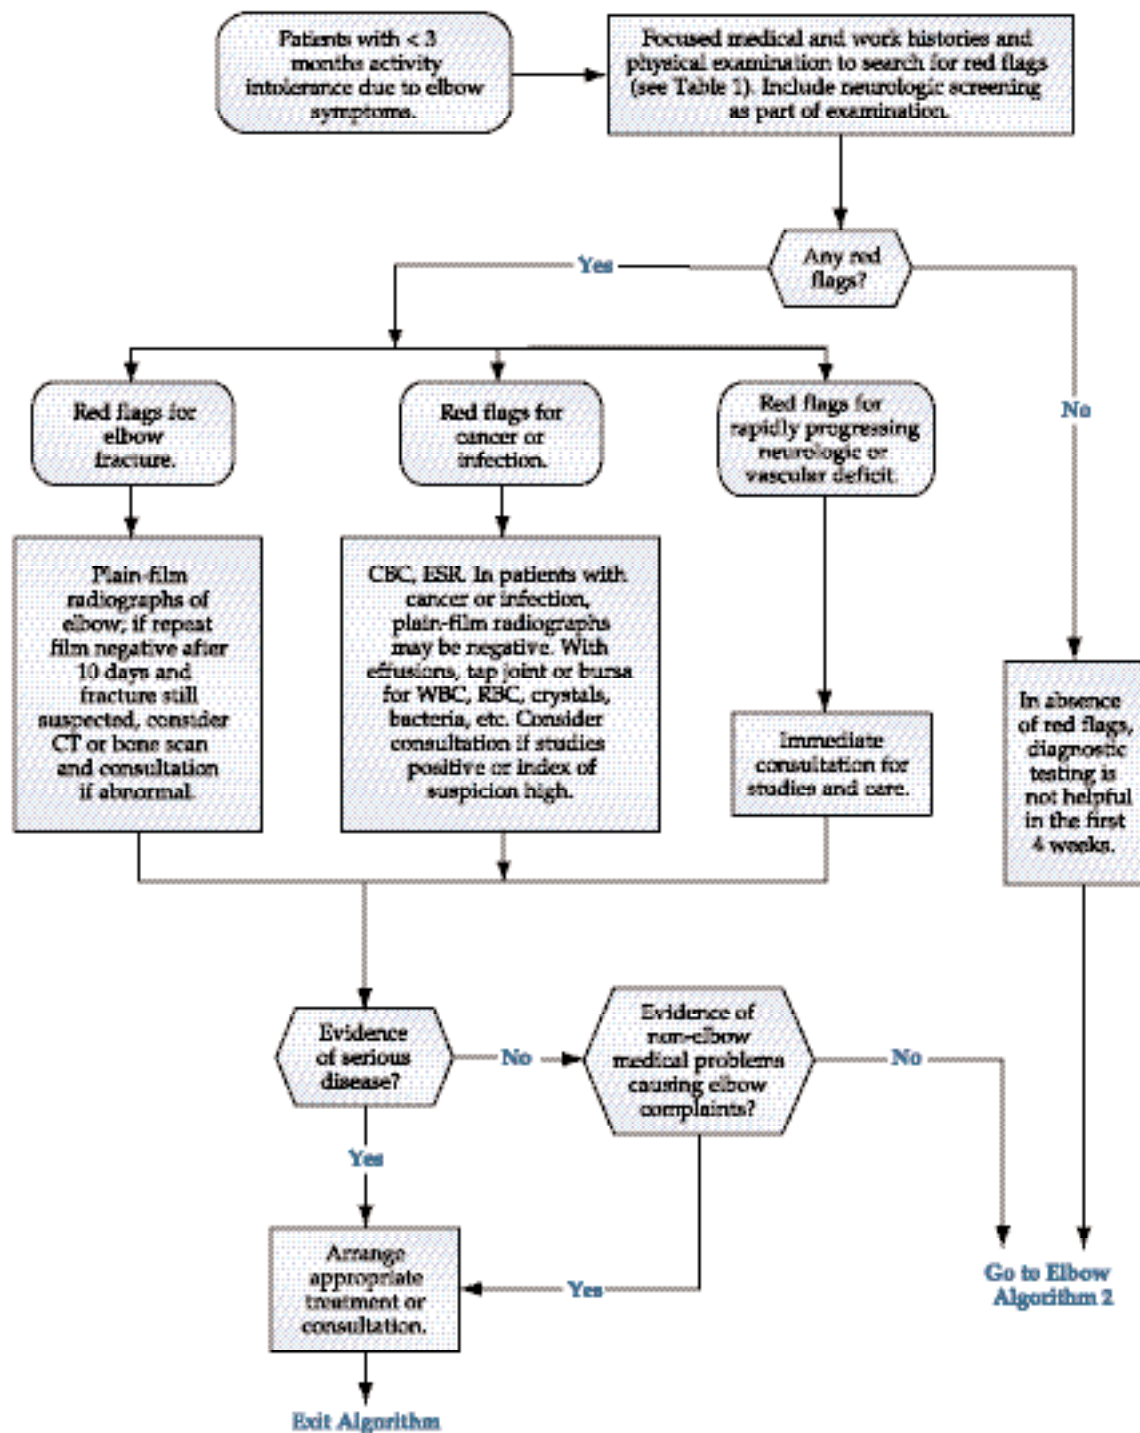 Patients with < 3
months activity
intolerance due to elbow
symptoms.
Focused medical and work histories and
physical examination to search for red flags
(see Table 1). Include neurologic screening
as part of examination.
Any red
flags?
Yes
No
Red flags for
elbow
fracture.
Red flags for
cancer or
infection.
Red flags for
rapidly progressing
neurologic or
vascular deficit.
Plain-film
radiographs of
elbow; if repeat
film negative after
10 days and
fracture still
suspected, consider
CT or bone scan
and consultation
if abnormal.
CBC, ESR. In patients with
cancer or infection,
plain-film radiographs
may be negative. With
effusions, tap joint or bursa
for WBC, RBC, crystals,
bacteria, etc. Consider
consultation if studies
positive or index of
suspicion high.
Immediate
consultation for
studies and care.
In absence
of red flags,
diagnostic
testing is
not helpful
in the first
4 weeks.
Evidence
of serious
disease?
No
Evidence of
non-elbow
medical problems
causing elbow
complaints?
No
Yes
Arrange
appropriate
treatment or
consultation.
Yes
Go to Elbow
Algorithm 2
Exit Algorithm